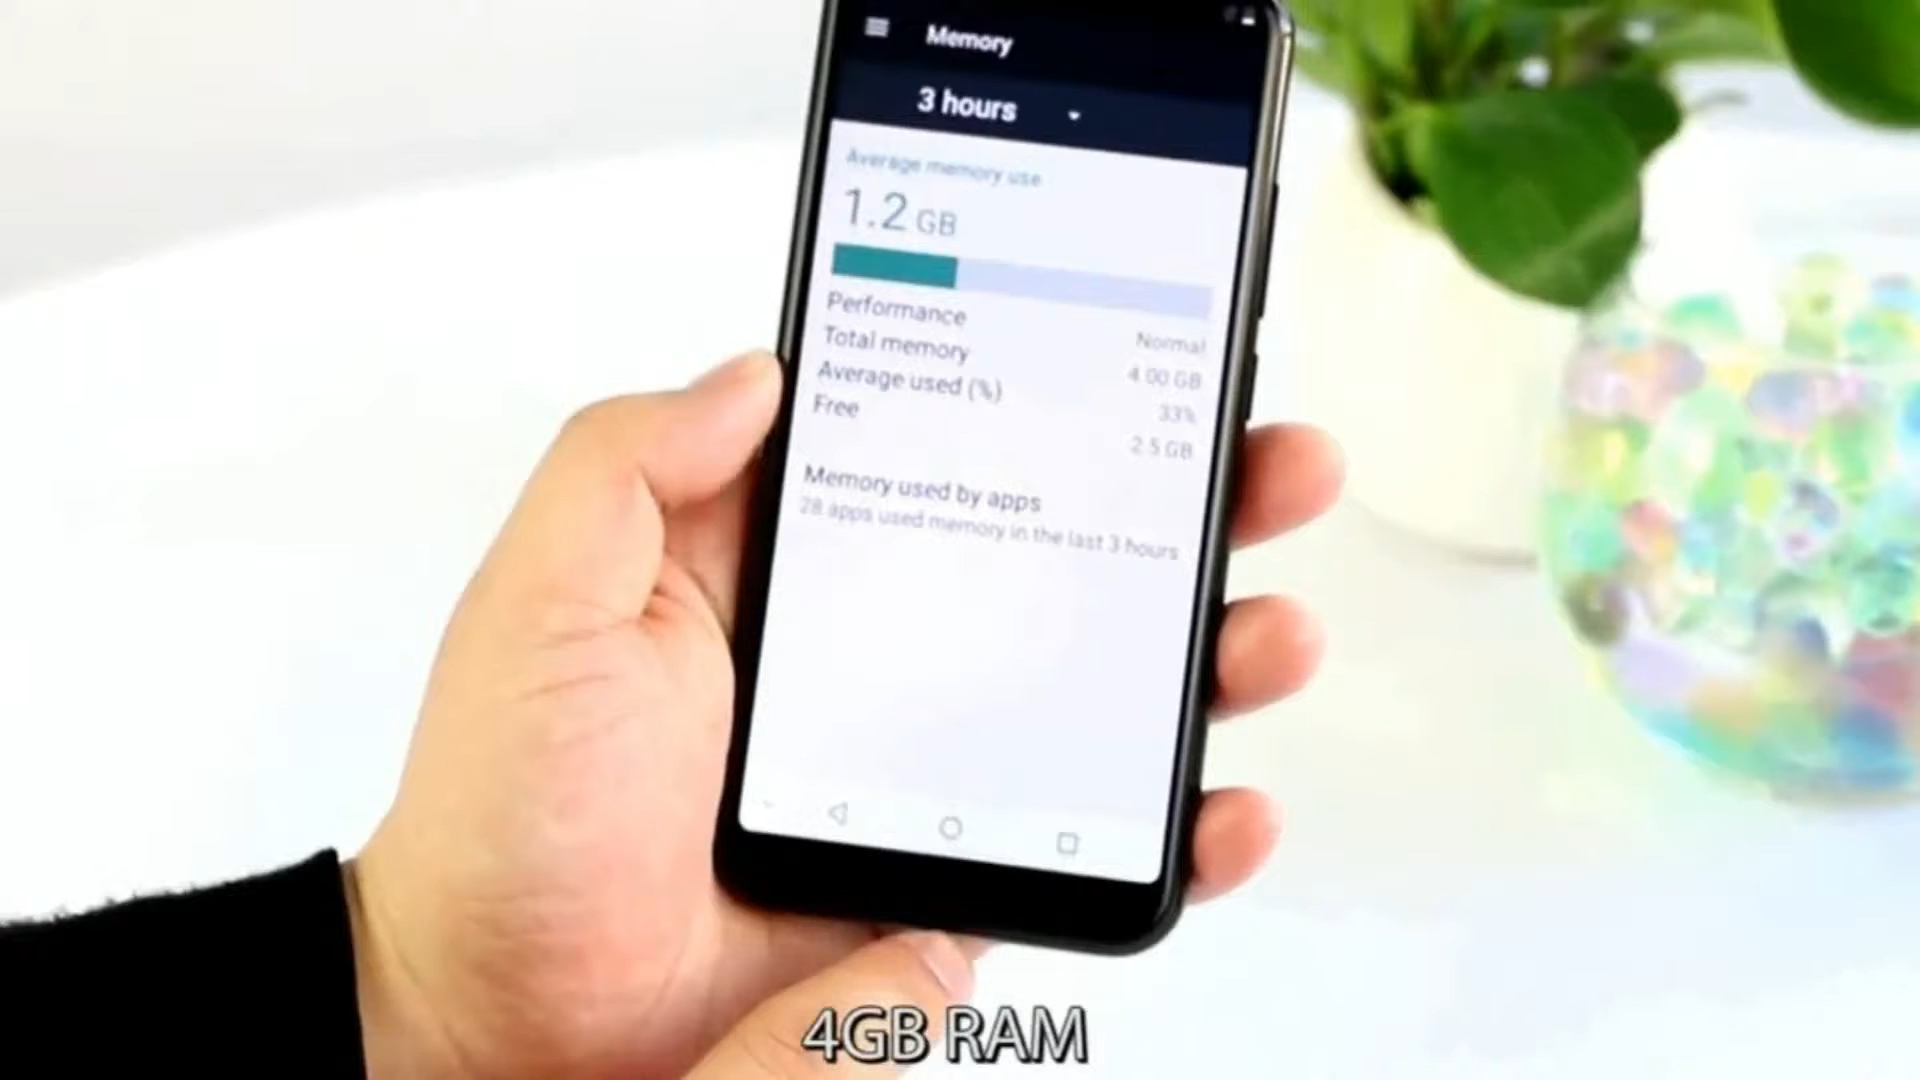 Memory
3 hours
Average memory use
1.2 GB
Performance Normal
Total memory 4.00 GB
Average used (%) 33%
Free 2.5 GB
Memory used by apps
28 apps used memory in the last 3 hours
4GB RAM